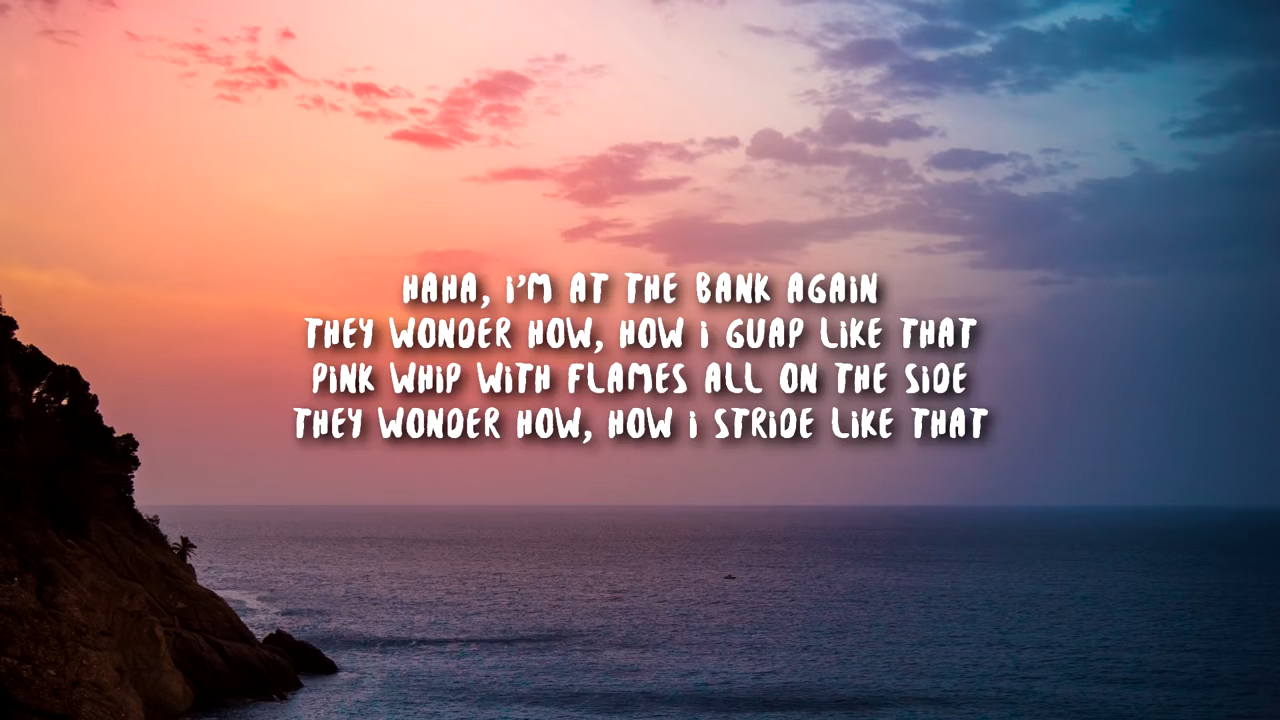 HAHA, i'M AT THE BANK AGAiN
THEY WONDER HOW, HOW i GUAP LiKE THAT
PiNK WHiP WiTH FLAMES ALL ON THE SiDE
THEY WONDER HOW, HOW i STRiDE LiKE THAT